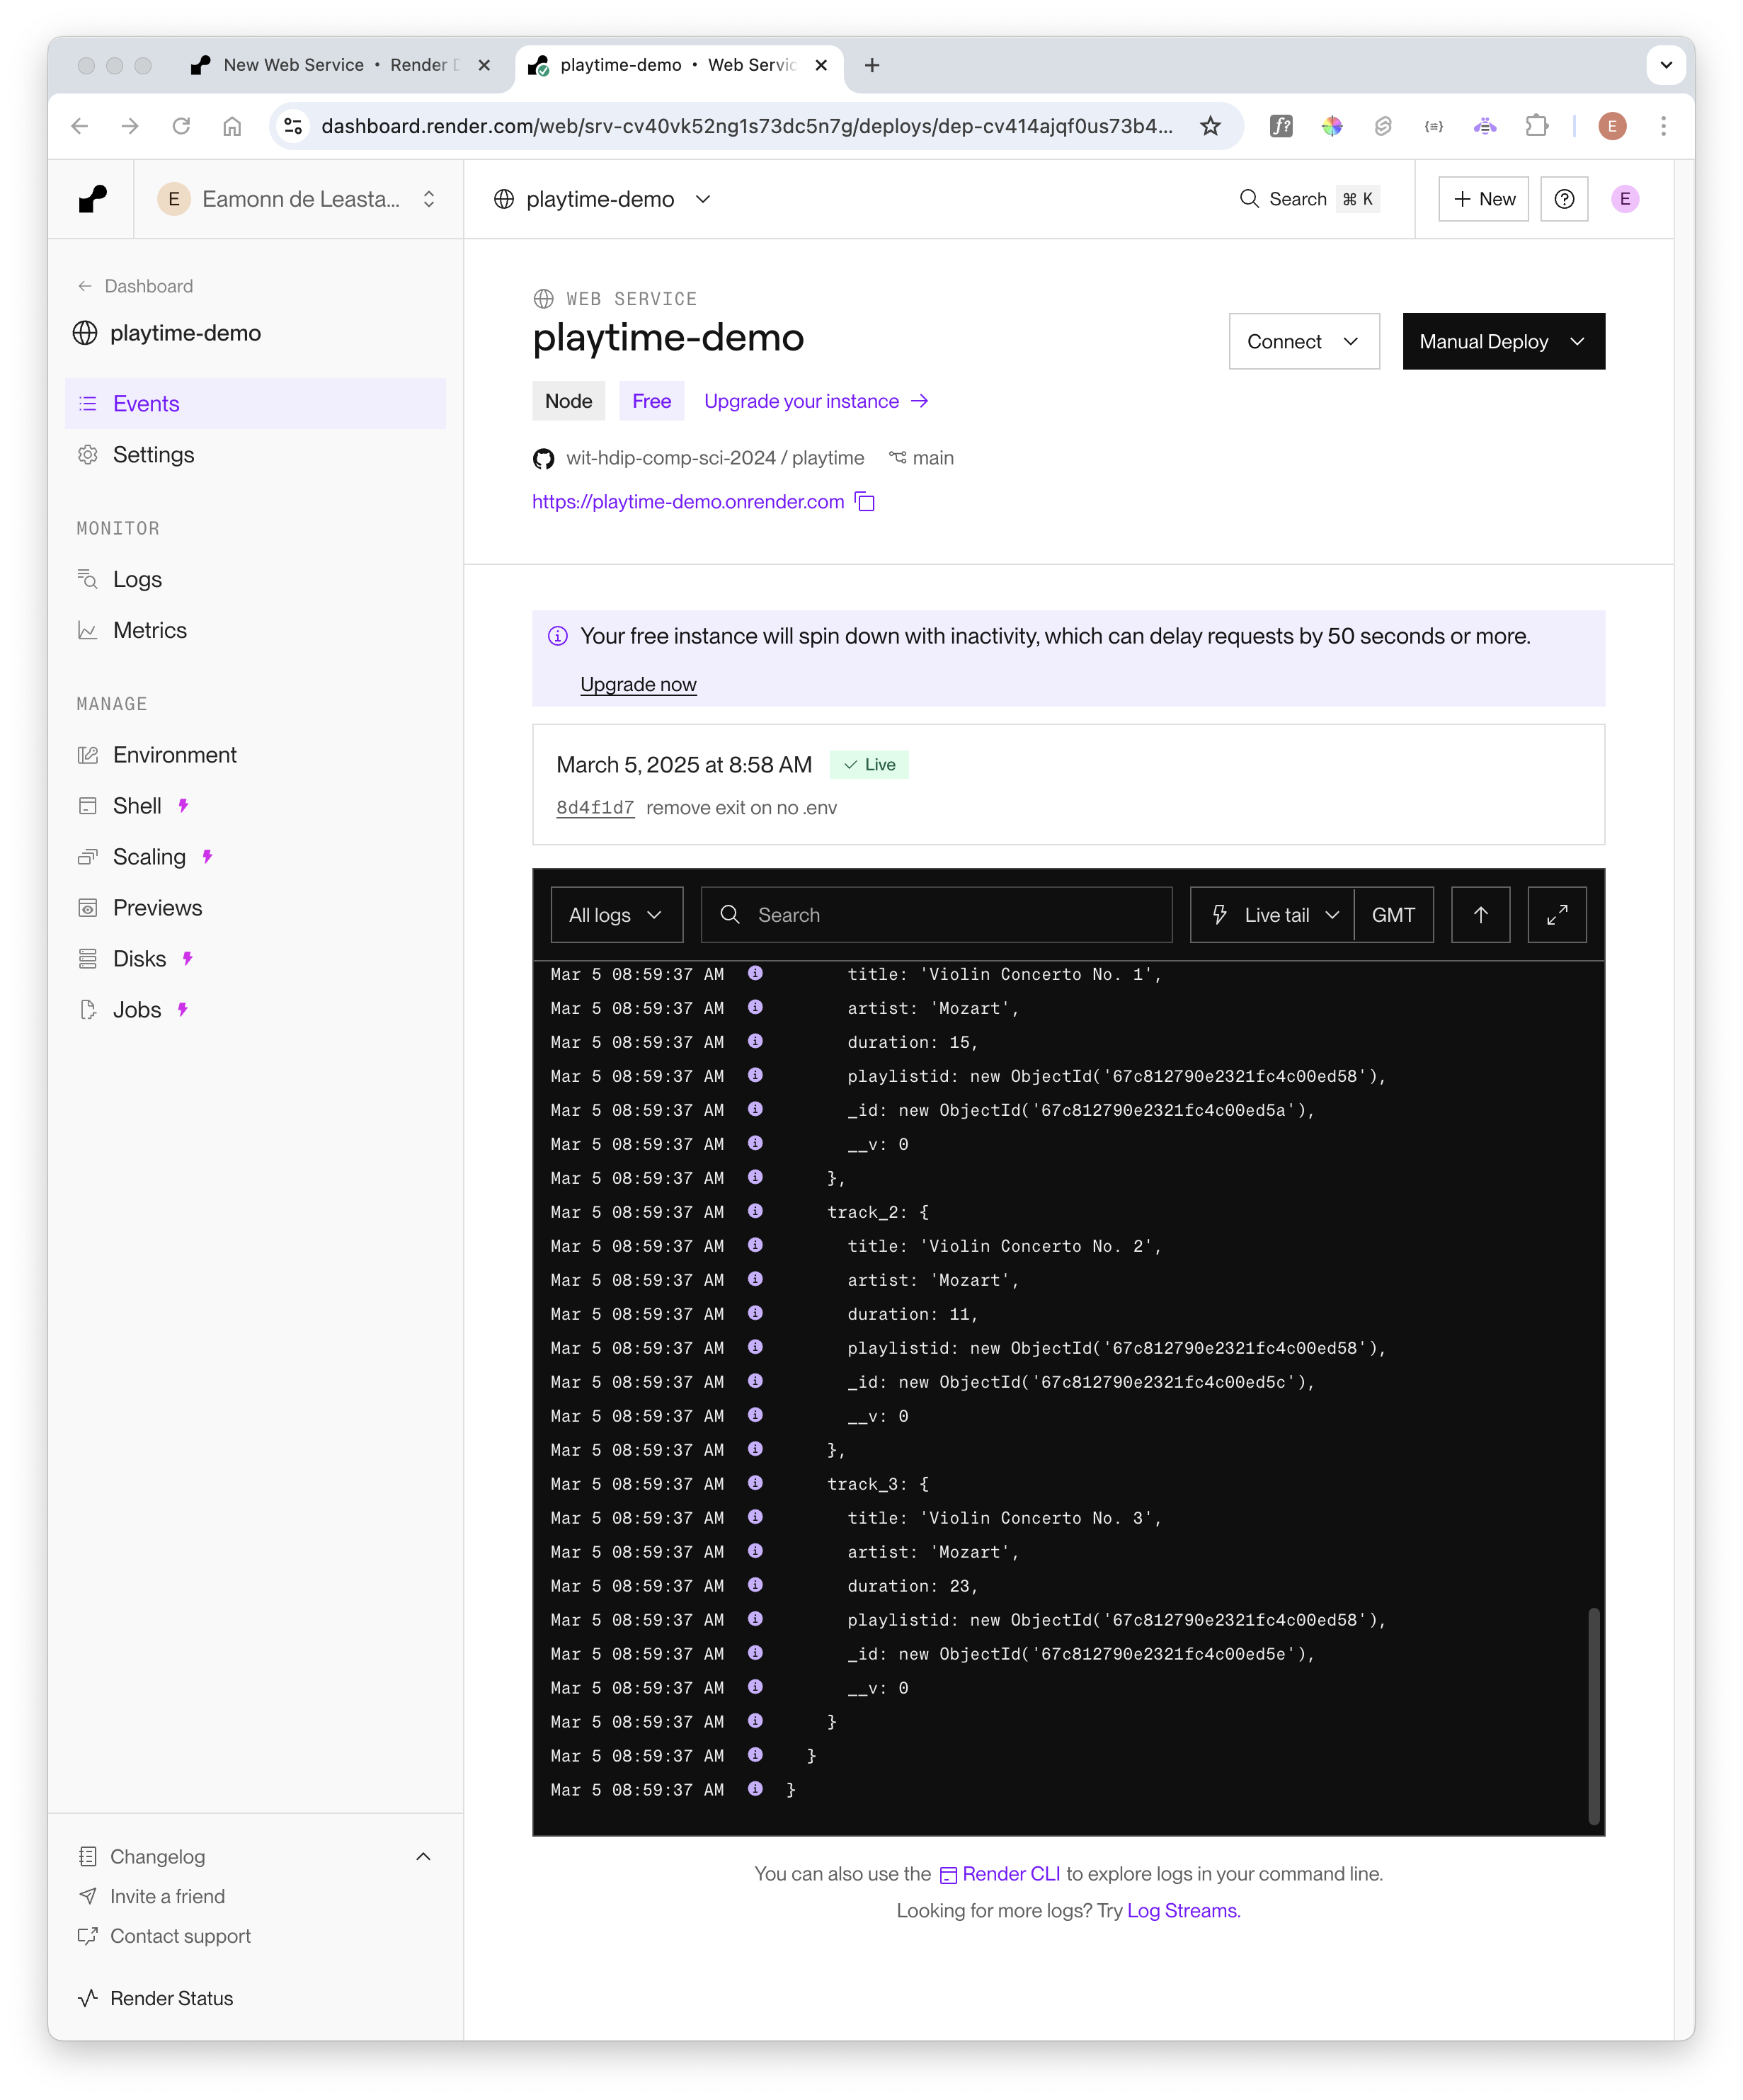 New Web Service • Render D
playtime-demo • Web Servic
dashboard.render.com/web/srv-cv40vk52ng1s73dc5n7g/deploys/dep-cv414ajqf0us73b4...
f?
{≡}
E
E Eamonn de Leasta...
playtime-demo
Search ⌘ K
+ New
E
← Dashboard
playtime-demo
Events
Settings
MONITOR
Logs
Metrics
MANAGE
Environment
Shell
Scaling
Previews
Disks
Jobs
Changelog
Invite a friend
Contact support
Render Status
WEB SERVICE
playtime-demo
Connect
Manual Deploy
Node Free Upgrade your instance →
wit-hdip-comp-sci-2024 / playtime main
https://playtime-demo.onrender.com
Your free instance will spin down with inactivity, which can delay requests by 50 seconds or more.
Upgrade now
March 5, 2025 at 8:58 AM ✓ Live
8d4f1d7 remove exit on no .env
All logs
Search
Live tail
GMT
Mar 5 08:59:37 AM title: 'Violin Concerto No. 1',
Mar 5 08:59:37 AM artist: 'Mozart',
Mar 5 08:59:37 AM duration: 15,
Mar 5 08:59:37 AM playlistid: new ObjectId('67c812790e2321fc4c00ed58'),
Mar 5 08:59:37 AM _id: new ObjectId('67c812790e2321fc4c00ed5a'),
Mar 5 08:59:37 AM __v: 0
Mar 5 08:59:37 AM },
Mar 5 08:59:37 AM track_2: {
Mar 5 08:59:37 AM title: 'Violin Concerto No. 2',
Mar 5 08:59:37 AM artist: 'Mozart',
Mar 5 08:59:37 AM duration: 11,
Mar 5 08:59:37 AM playlistid: new ObjectId('67c812790e2321fc4c00ed58'),
Mar 5 08:59:37 AM _id: new ObjectId('67c812790e2321fc4c00ed5c'),
Mar 5 08:59:37 AM __v: 0
Mar 5 08:59:37 AM },
Mar 5 08:59:37 AM track_3: {
Mar 5 08:59:37 AM title: 'Violin Concerto No. 3',
Mar 5 08:59:37 AM artist: 'Mozart',
Mar 5 08:59:37 AM duration: 23,
Mar 5 08:59:37 AM playlistid: new ObjectId('67c812790e2321fc4c00ed58'),
Mar 5 08:59:37 AM _id: new ObjectId('67c812790e2321fc4c00ed5e'),
Mar 5 08:59:37 AM __v: 0
Mar 5 08:59:37 AM }
Mar 5 08:59:37 AM }
Mar 5 08:59:37 AM }
You can also use the Render CLI to explore logs in your command line.
Looking for more logs? Try Log Streams.